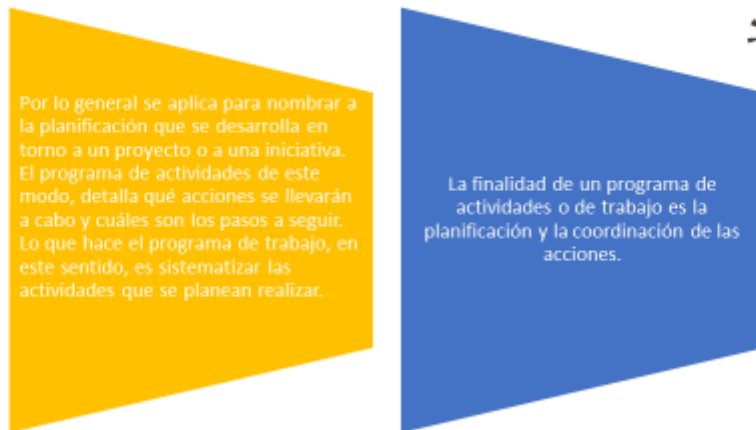 Por lo general se aplica para nombrar a
la planificación que se desarrolla en
torno a un proyecto o a una iniciativa.
El programa de actividades de este
modo, detalla qué acciones se llevarán
a cabo y cuáles son los pasos a seguir.
Lo que hace el programa de trabajo, en
este sentido, es sistematizar las
actividades que se planean realizar.
La finalidad de un programa de
actividades o de trabajo es la
planificación y la coordinación de las
acciones.